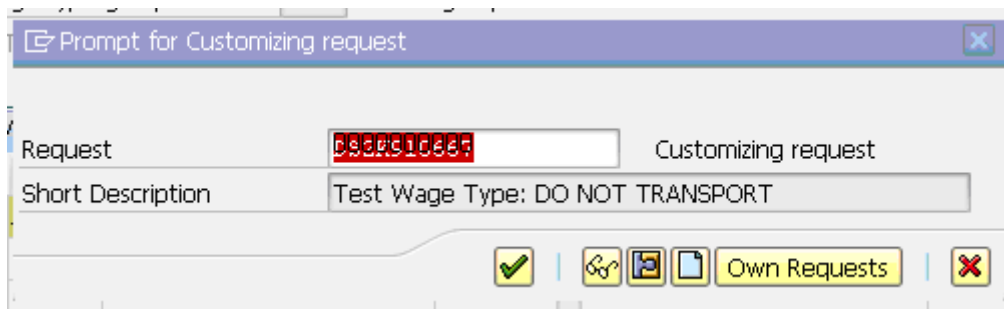 Prompt for Customizing request
Request Customizing request
Short Description Test Wage Type: DO NOT TRANSPORT
Own Requests